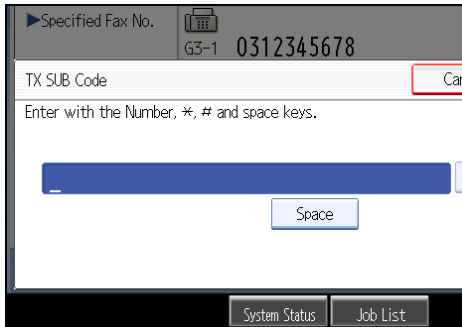 ▶Specified Fax No.
G3-1 0312345678
TX SUB Code
Enter with the Number, ＊, # and space keys.
Space
System Status Job List